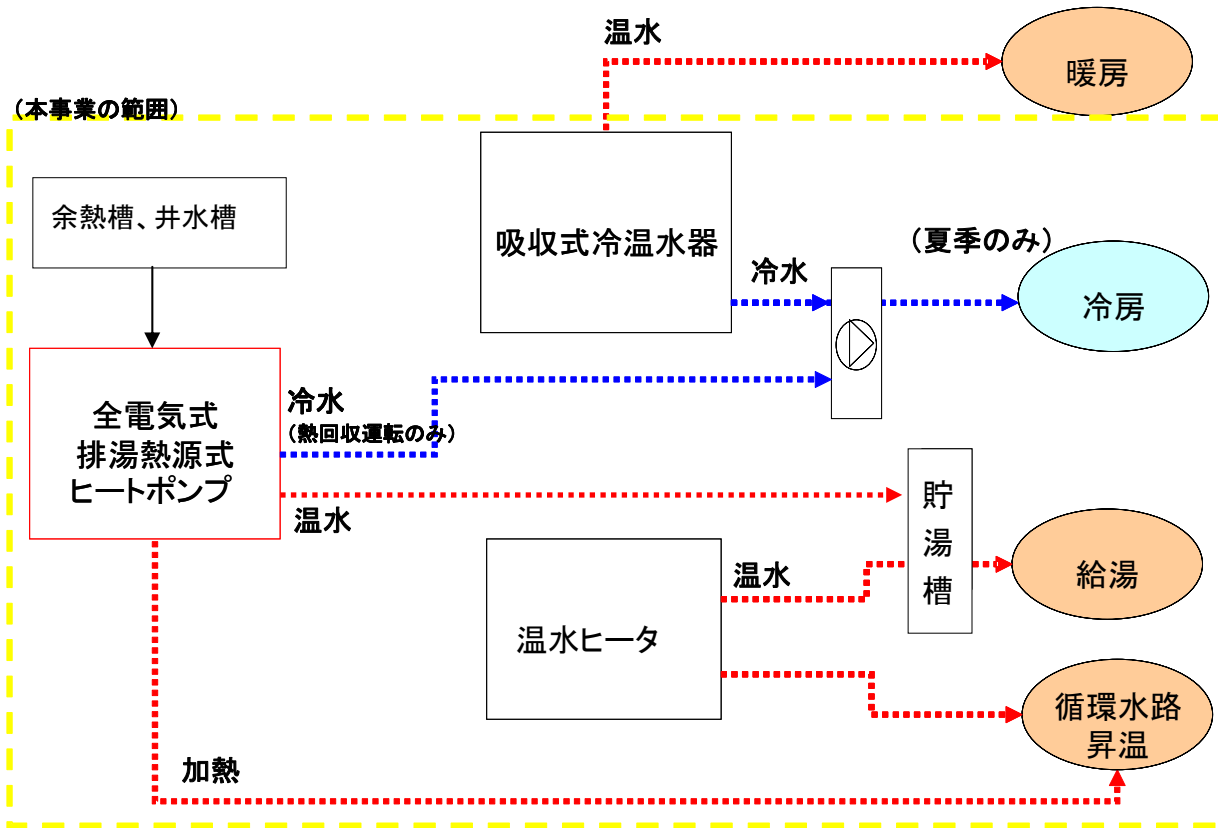 温水
暖房
(本事業の範囲)
余熱槽、井水槽
吸収式冷温水器
冷水
(夏季のみ)
冷房
全電気式
排湯熱源式
ヒートポンプ
冷水
(熱回収運転のみ)
温水
貯
湯
槽
温水
給湯
温水ヒータ
循環水路
昇温
加熱